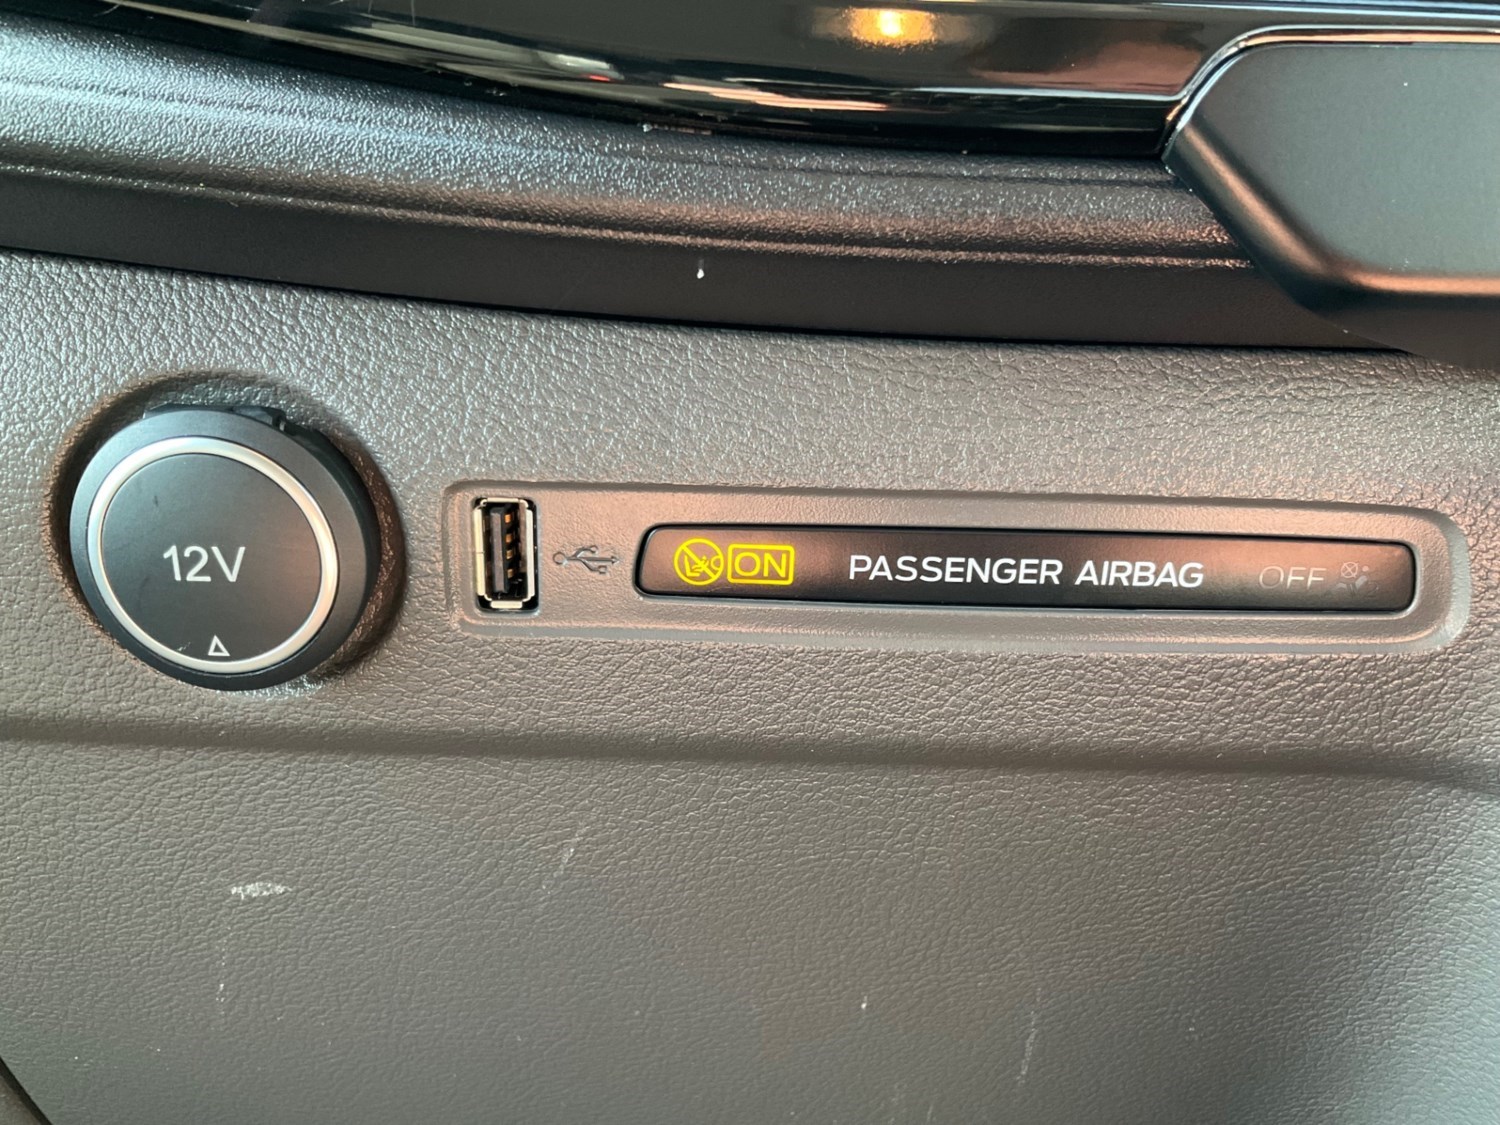 12V
ON PASSENGER AIRBAG OFF